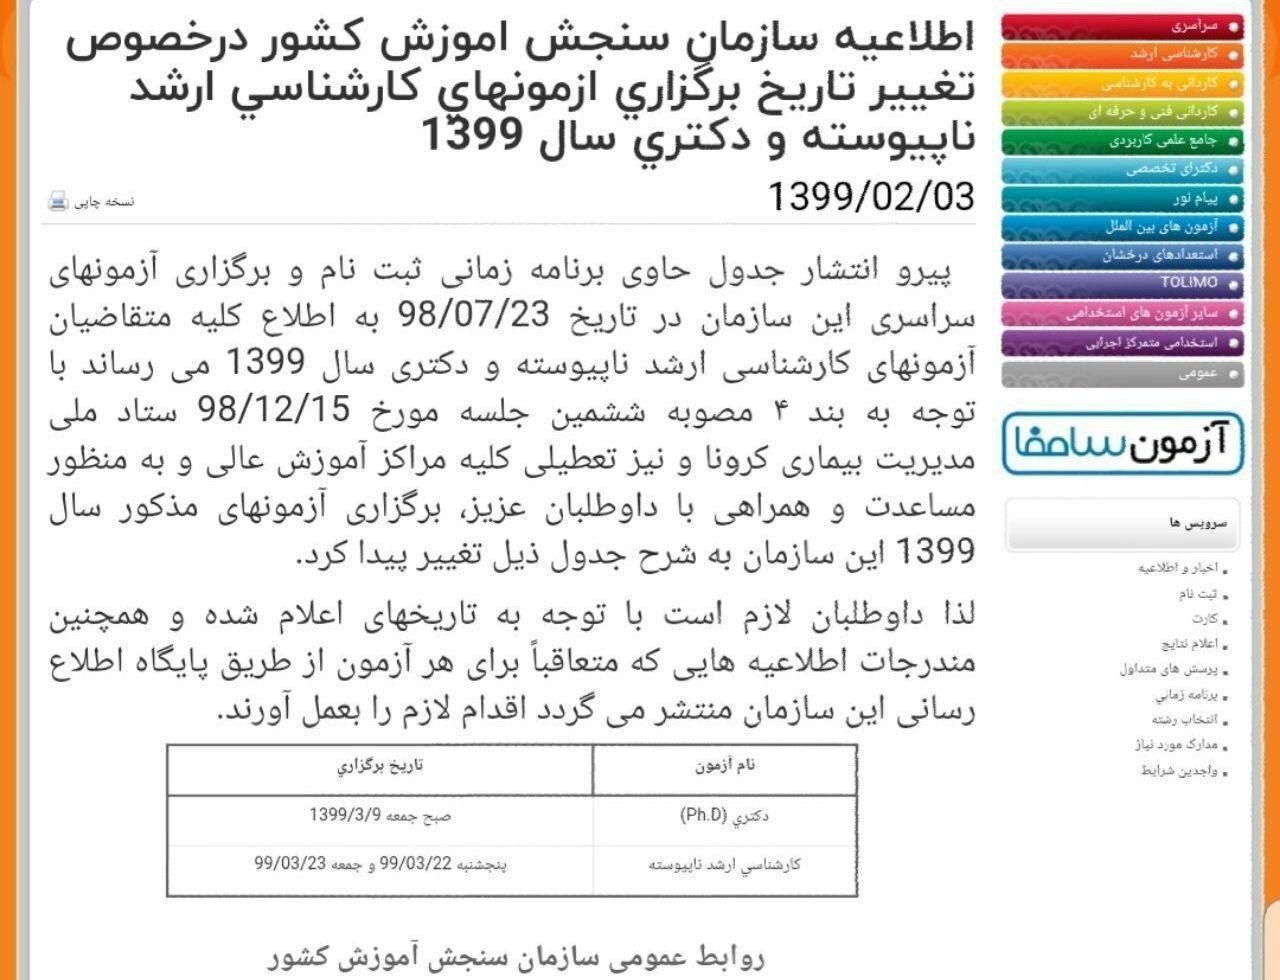 اطلاعیه سازمان سنجش اموزش کشور درخصوص
تغییر تاریخ برگزاري ازمونهاي کارشناسي ارشد
ناپیوسته و دکتري سال 1399
1399/02/03
نسخه چاپی
پیرو انتشار جدول حاوی برنامه زمانی ثبت نام و برگزاری آزمونهای
سراسری این سازمان در تاریخ 98/07/23 به اطلاع کلیه متقاضیان
آزمونهای کارشناسی ارشد ناپیوسته و دکتری سال 1399 می رساند با
توجه به بند ۴ مصوبه ششمین جلسه مورخ 98/12/15 ستاد ملی
مدیریت بیماری کرونا و نیز تعطیلی کلیه مراکز آموزش عالی و به منظور
مساعدت و همراهی با داوطلبان عزیز، برگزاری آزمونهای مذکور سال
1399 این سازمان به شرح جدول ذیل تغییر پیدا کرد.
لذا داوطلبان لازم است با توجه به تاریخهای اعلام شده و همچنین
مندرجات اطلاعیه هایی که متعاقباً برای هر آزمون از طریق پایگاه اطلاع
رسانی این سازمان منتشر می گردد اقدام لازم را بعمل آورند.
نام آزمون تاریخ برگزاري
دکتري (Ph.D) صبح جمعه 1399/3/9
کارشناسي ارشد ناپیوسته پنجشنبه 99/03/22 و جمعه 99/03/23
روابط عمومی سازمان سنجش آموزش کشور
سراسری
کارشناسی ارشد
کاردانی به کارشناسی
کاردانی فنی و حرفه ای
جامع علمی کاربردی
دکترای تخصصی
پیام نور
آزمون های بین الملل
استعدادهای درخشان
TOLIMO
سایر آزمون های استخدامی
استخدامی متمرکز اجرایی
عمومی
آزمون سامفا
سرویس ها
اخبار و اطلاعیه
ثبت نام
کارت
اعلام نتایج
پرسش های متداول
برنامه زماني
انتخاب رشته
مدارک مورد نیاز
واجدین شرایط